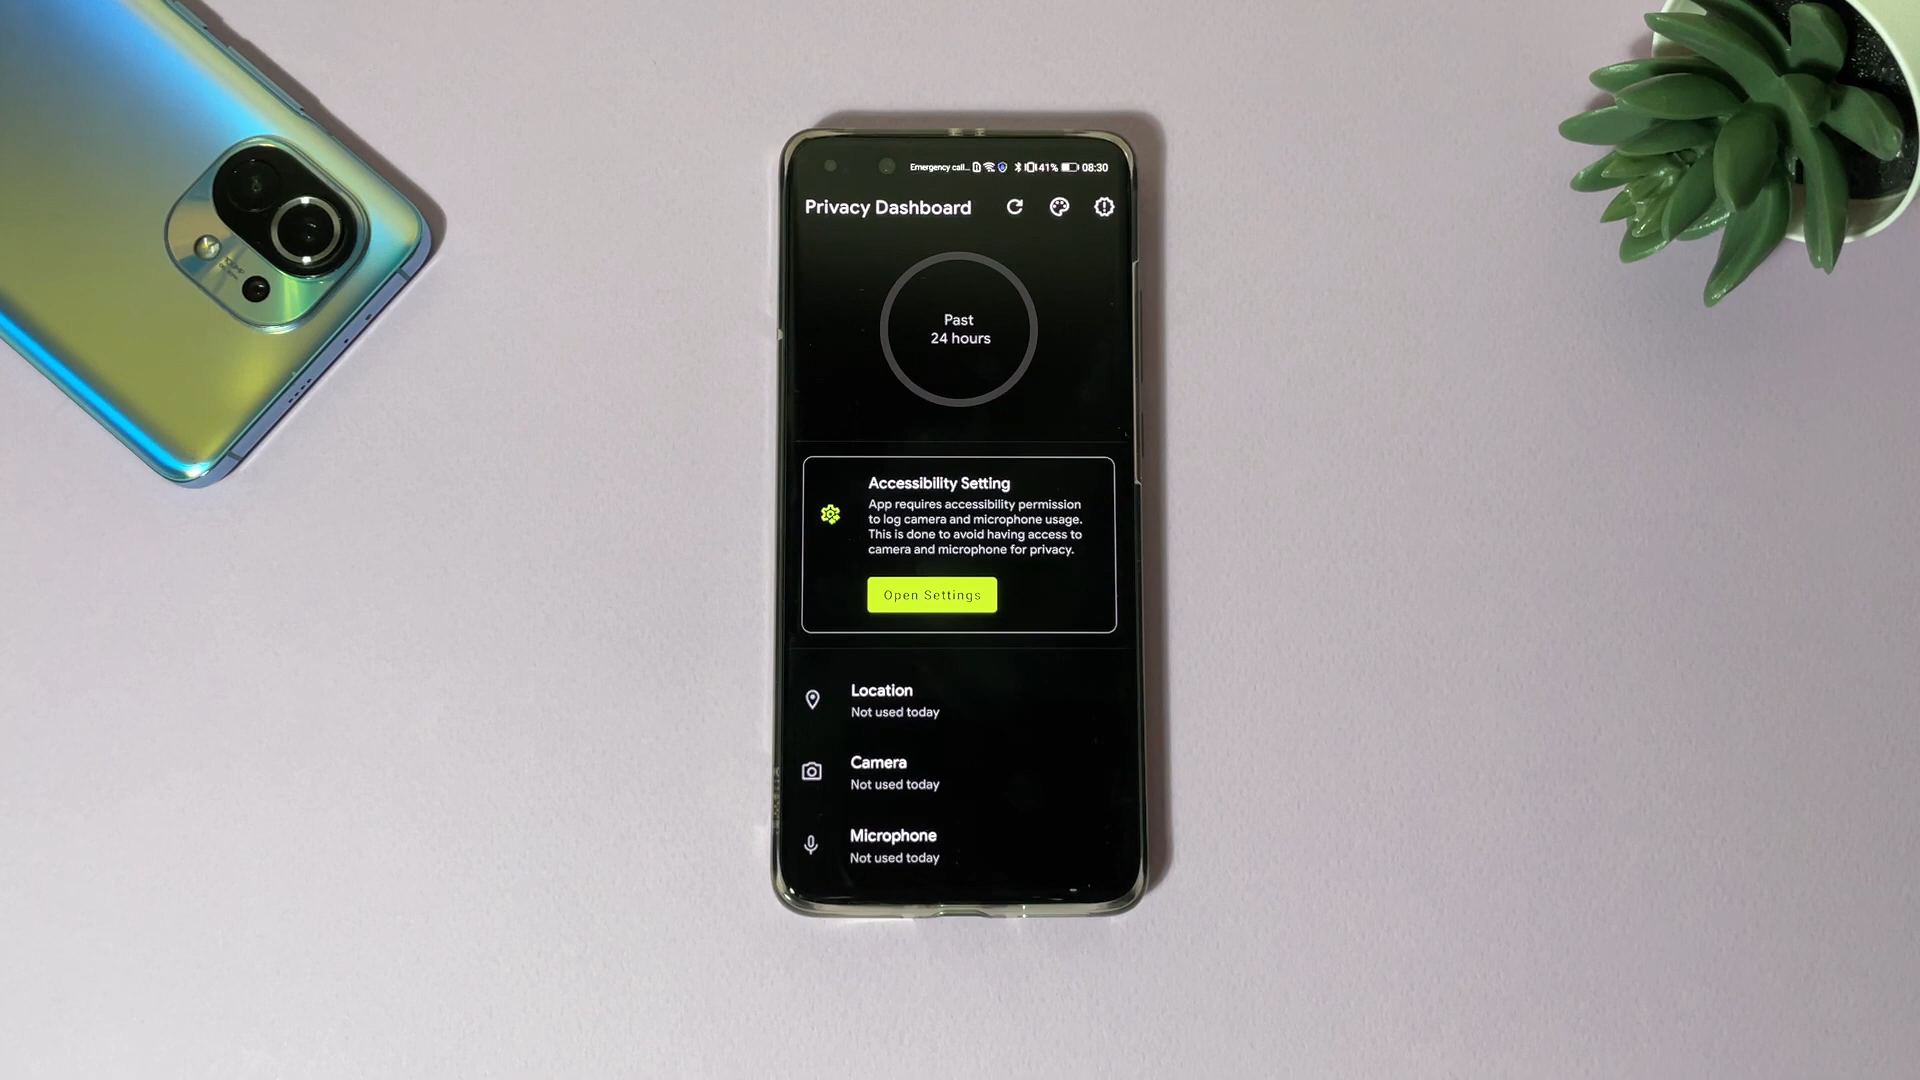 Emergency call... 41% 08:30
Privacy Dashboard
Past
24 hours
Accessibility Setting
App requires accessibility permission
to log camera and microphone usage.
This is done to avoid having access to
camera and microphone for privacy.
Open Settings
Location
Not used today
Camera
Not used today
Microphone
Not used today